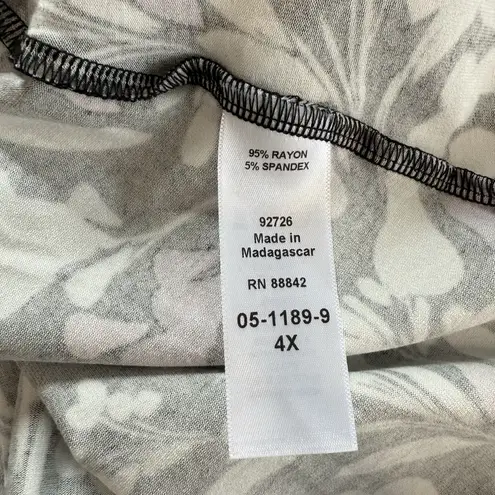 95% RAYON
5% SPANDEX
92726
Made in
Madagascar
RN 88842
05-1189-9
4X